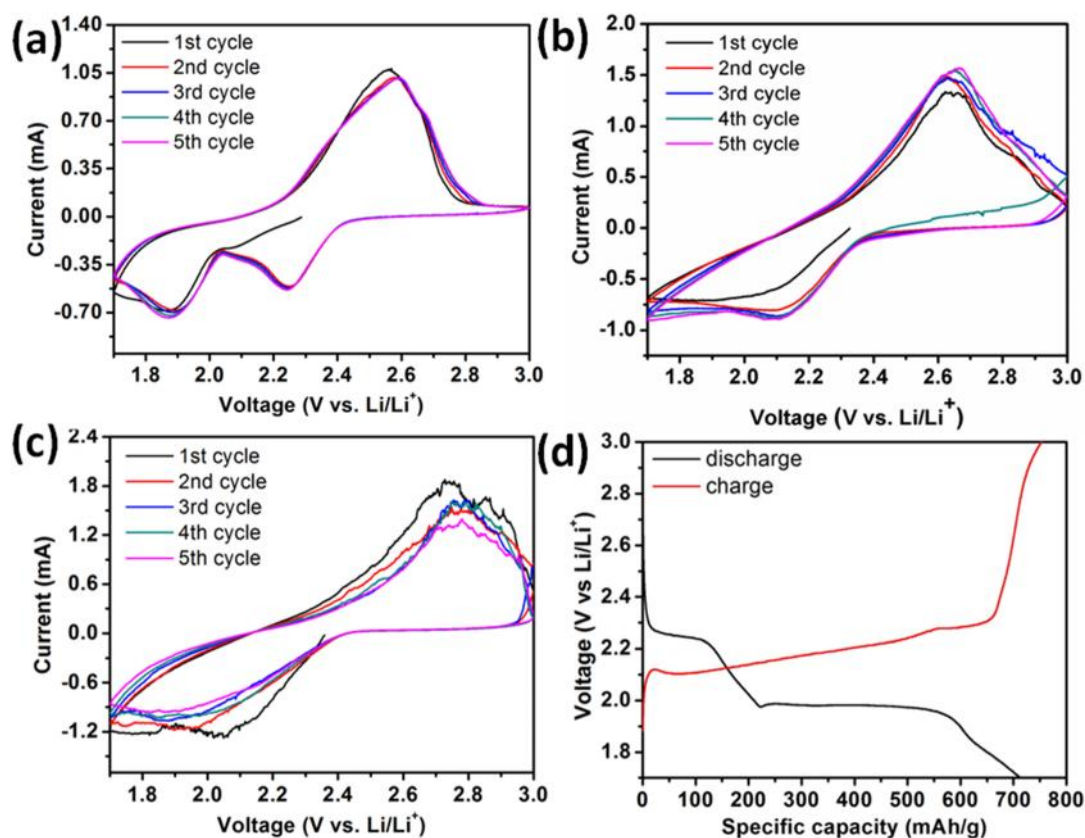 (a)
1st cycle
2nd cycle
3rd cycle
4th cycle
5th cycle
1.40
1.05
0.70
0.35
0.00
-0.35
-0.70
Current (mA)
1.8 2.0 2.2 2.4 2.6 2.8 3.0
Voltage (V vs. Li/Li⁺)
(b)
1st cycle
2nd cycle
3rd cycle
4th cycle
5th cycle
2.0
1.5
1.0
0.5
0.0
-0.5
-1.0
Current (mA)
1.8 2.0 2.2 2.4 2.6 2.8 3.0
Voltage (V vs. Li/Li⁺)
(c)
1st cycle
2nd cycle
3rd cycle
4th cycle
5th cycle
2.4
1.8
1.2
0.6
0.0
-0.6
-1.2
Current (mA)
1.8 2.0 2.2 2.4 2.6 2.8 3.0
Voltage (V vs. Li/Li⁺)
(d)
discharge
charge
3.0
2.8
2.6
2.4
2.2
2.0
1.8
Voltage (V vs Li/Li⁺)
0 100 200 300 400 500 600 700 800
Specific capacity (mAh/g)